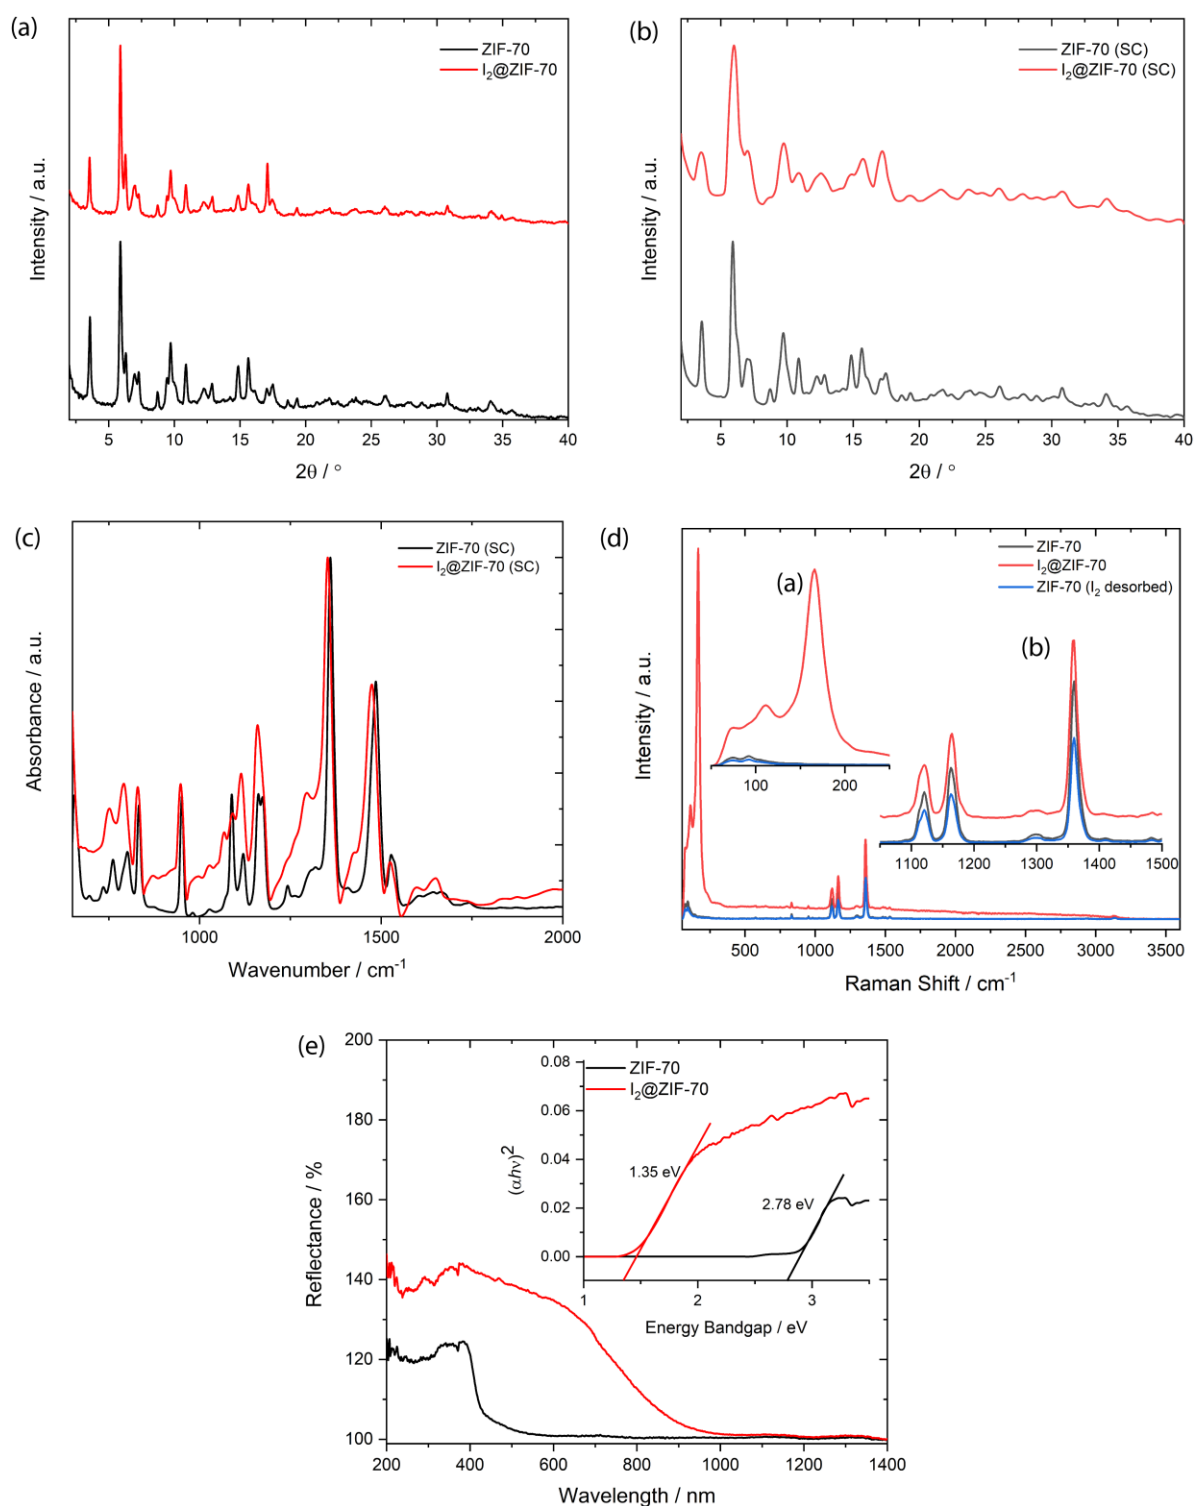 (a)
ZIF-70
I₂@ZIF-70
Intensity / a.u.
5 10 15 20 25 30 35 40
2θ / °
(b)
ZIF-70 (SC)
I₂@ZIF-70 (SC)
Intensity / a.u.
5 10 15 20 25 30 35 40
2θ / °
(c)
ZIF-70 (SC)
I₂@ZIF-70 (SC)
Absorbance / a.u.
1000 1500 2000
Wavenumber / cm⁻¹
(d)
ZIF-70
I₂@ZIF-70
ZIF-70 (I₂ desorbed)
(a)
(b)
Intensity / a.u.
100 200
1100 1200 1300 1400 1500
500 1000 1500 2000 2500 3000 3500
Raman Shift / cm⁻¹
(e)
200
180
160
140
120
100
Reflectance / %
200 400 600 800 1000 1200 1400
Wavelength / nm
ZIF-70
I₂@ZIF-70
0.08
0.06
0.04
0.02
0.00
(αhν)²
1.35 eV
2.78 eV
1 2 3
Energy Bandgap / eV